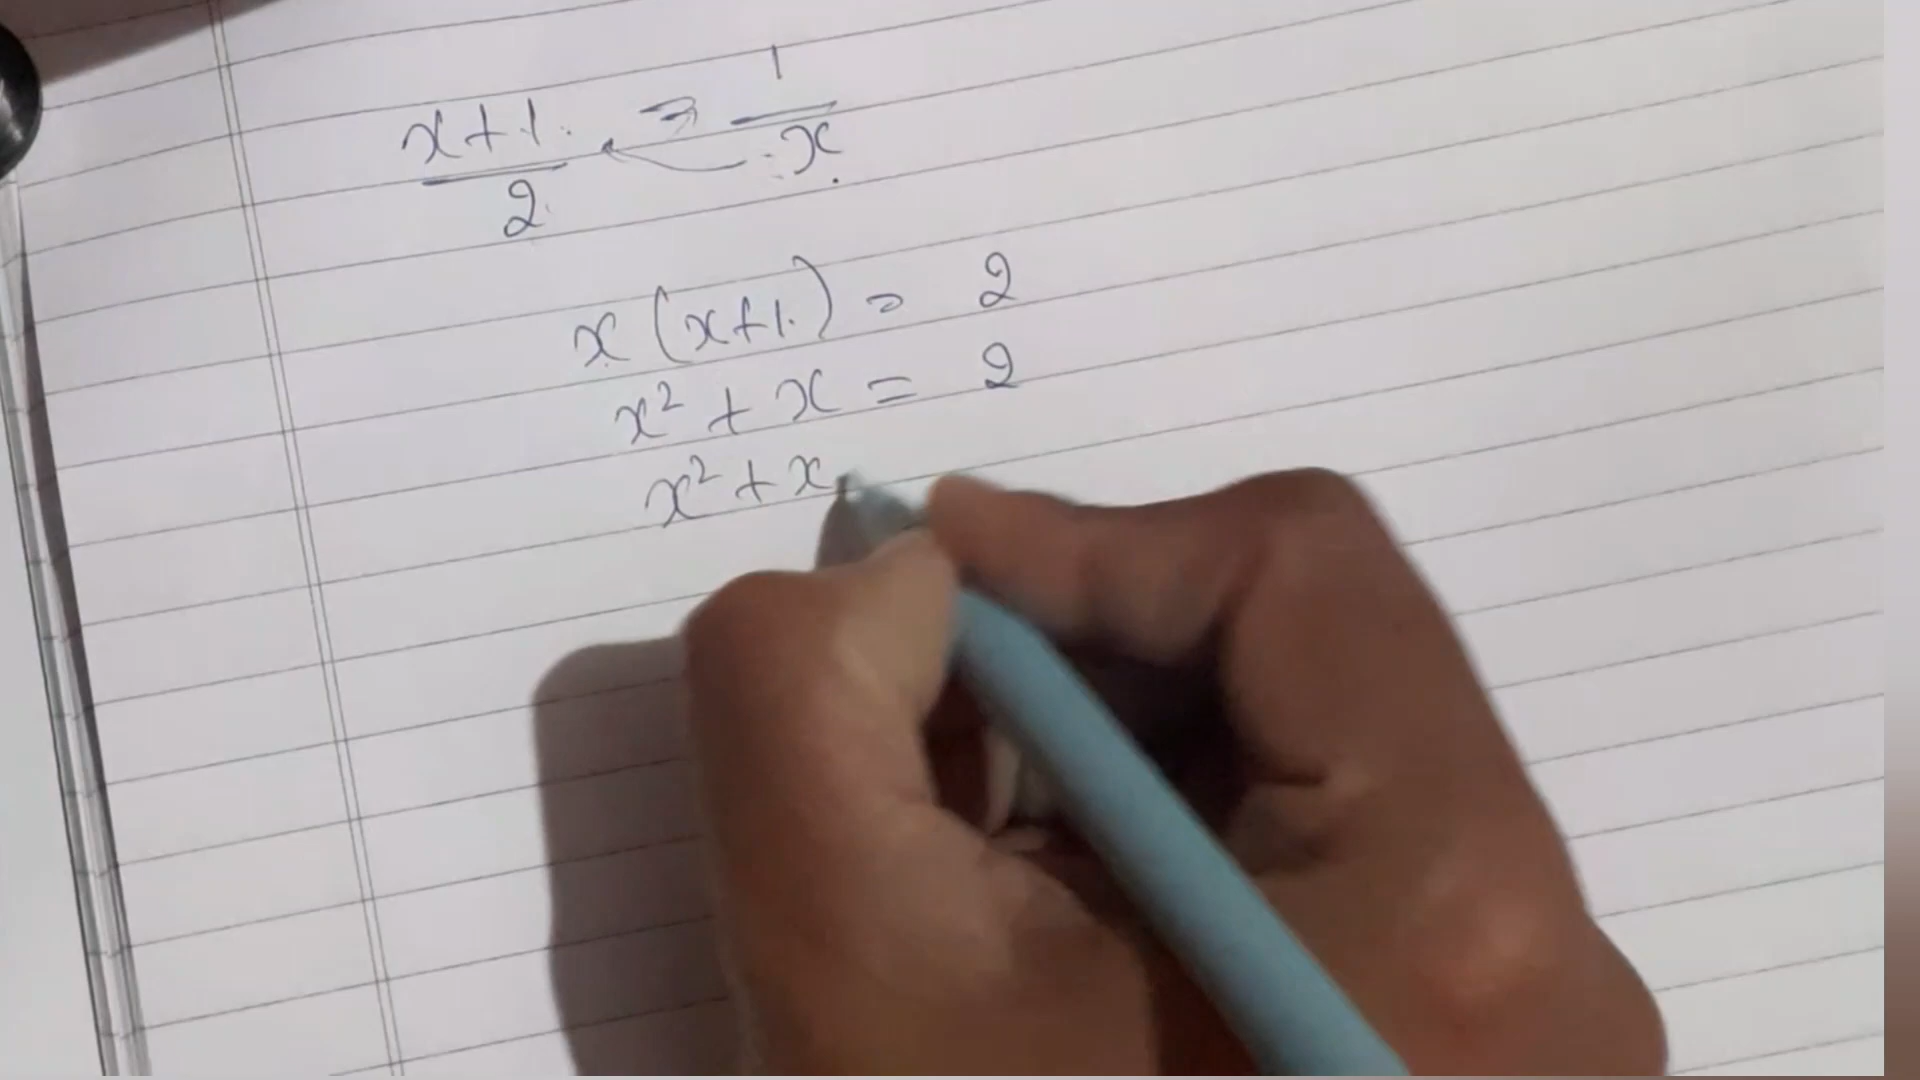 x+1/2 = 1/x
x (x+1) = 2
x² + x = 2
x² + x